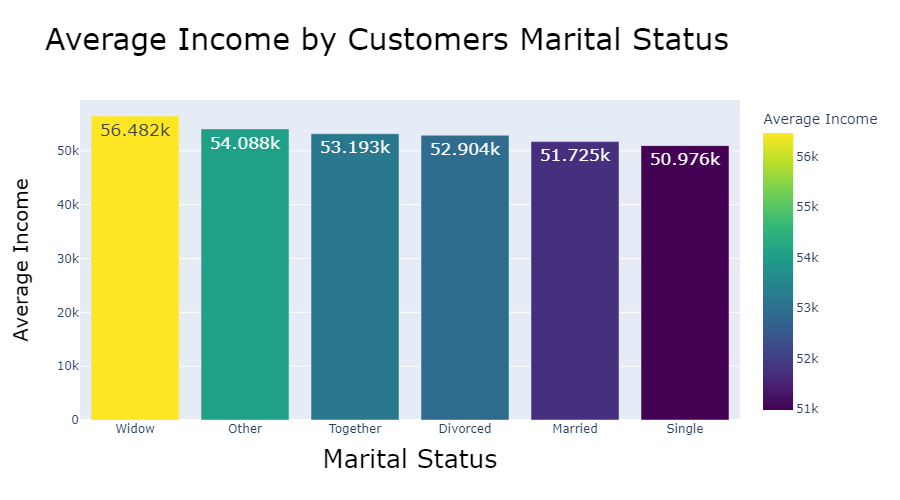 Average Income by Customers Marital Status
Average Income
56.482k
54.088k
53.193k
52.904k
51.725k
50.976k
50k
40k
30k
20k
10k
0
Widow
Other
Together
Divorced
Married
Single
Marital Status
Average Income
56k
55k
54k
53k
52k
51k